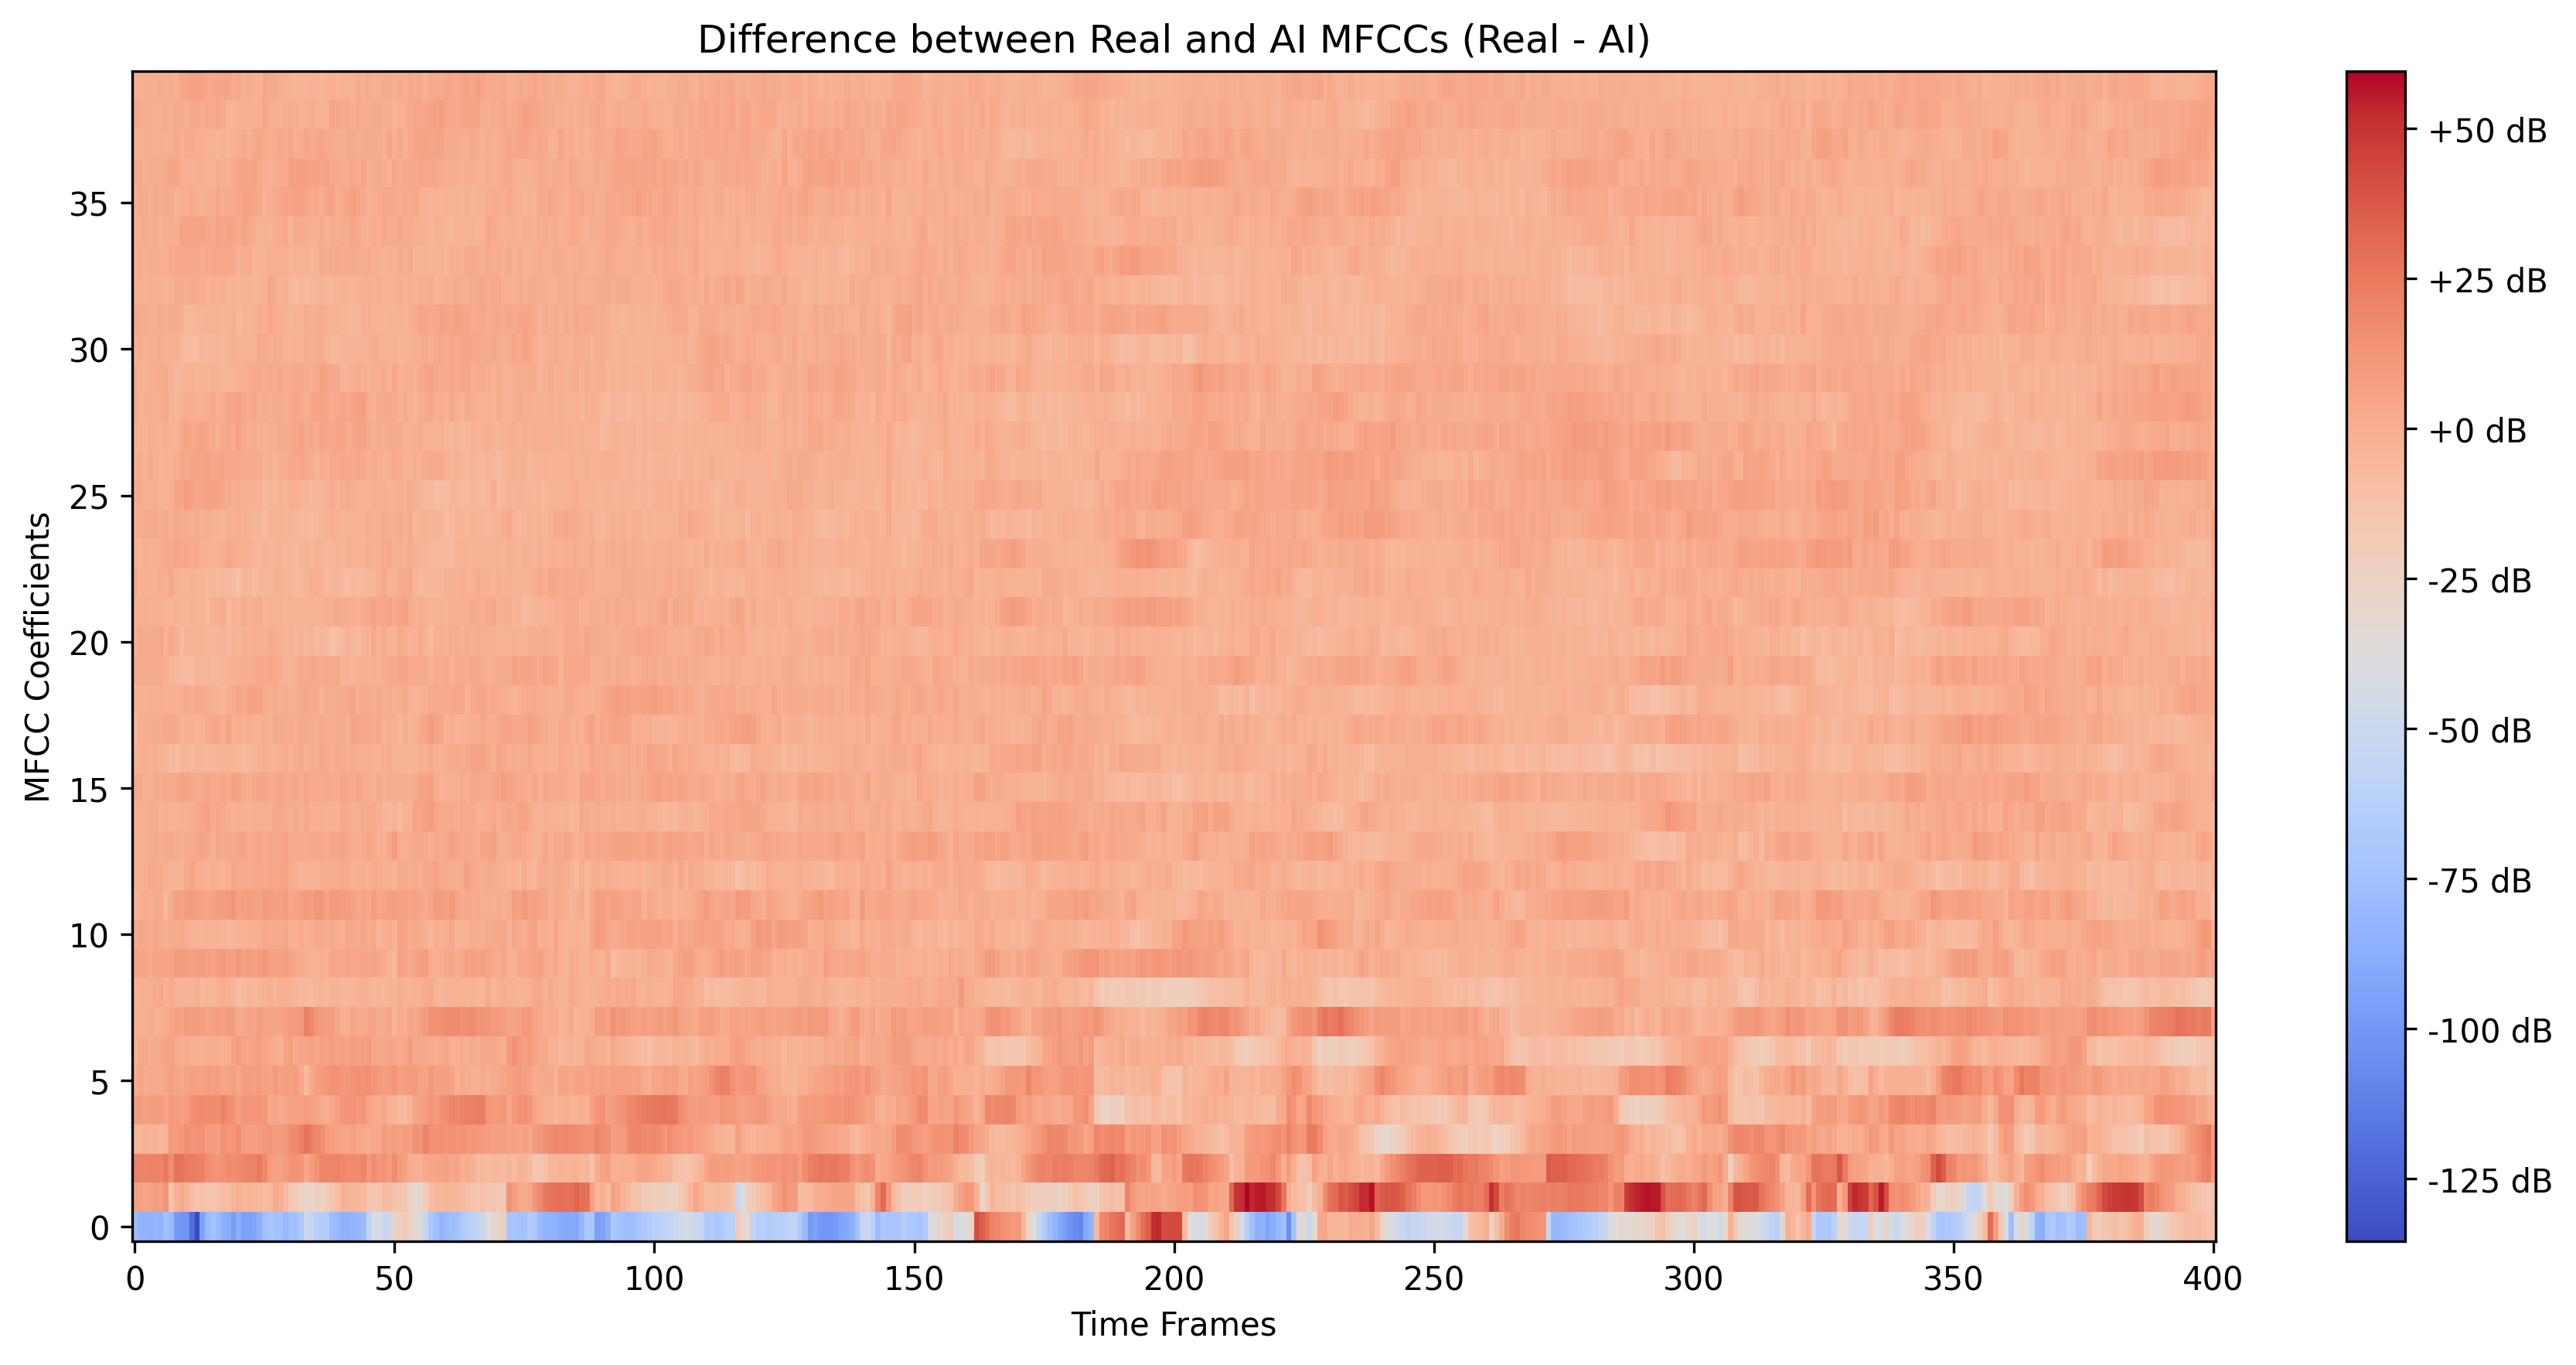 Difference between Real and AI MFCCs (Real - AI)
MFCC Coefficients
35
30
25
20
15
10
5
0
0 50 100 150 200 250 300 350 400
Time Frames
+50 dB
+25 dB
+0 dB
-25 dB
-50 dB
-75 dB
-100 dB
-125 dB